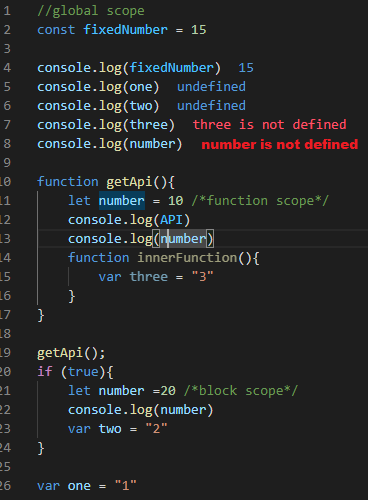 1 //global scope
2 const fixedNumber = 15
3
4 console.log(fixedNumber) 15
5 console.log(one) undefined
6 console.log(two) undefined
7 console.log(three) three is not defined
8 console.log(number) number is not defined
9
10 function getApi(){
11 let number = 10 /*function scope*/
12 console.log(API)
13 console.log(number)
14 function innerFunction(){
15 var three = "3"
16 }
17 }
18
19 getApi();
20 if (true){
21 let number =20 /*block scope*/
22 console.log(number)
23 var two = "2"
24 }
25
26 var one = "1"